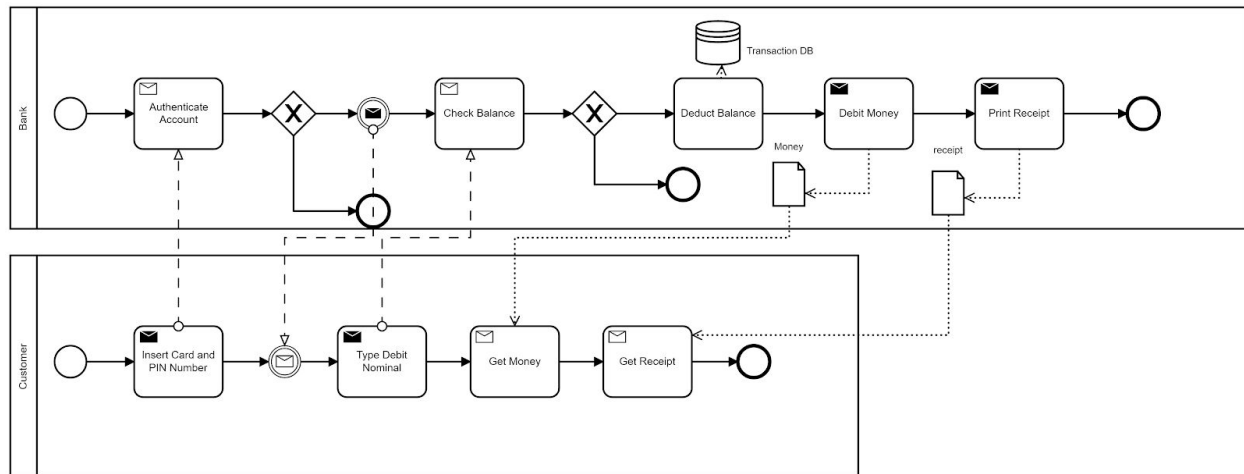 Bank
Transaction DB
Authenticate
Account
X
Check Balance
X
Deduct Balance
Debit Money
Print Receipt
Money
receipt
Customer
Insert Card and
PIN Number
Type Debit
Nominal
Get Money
Get Receipt